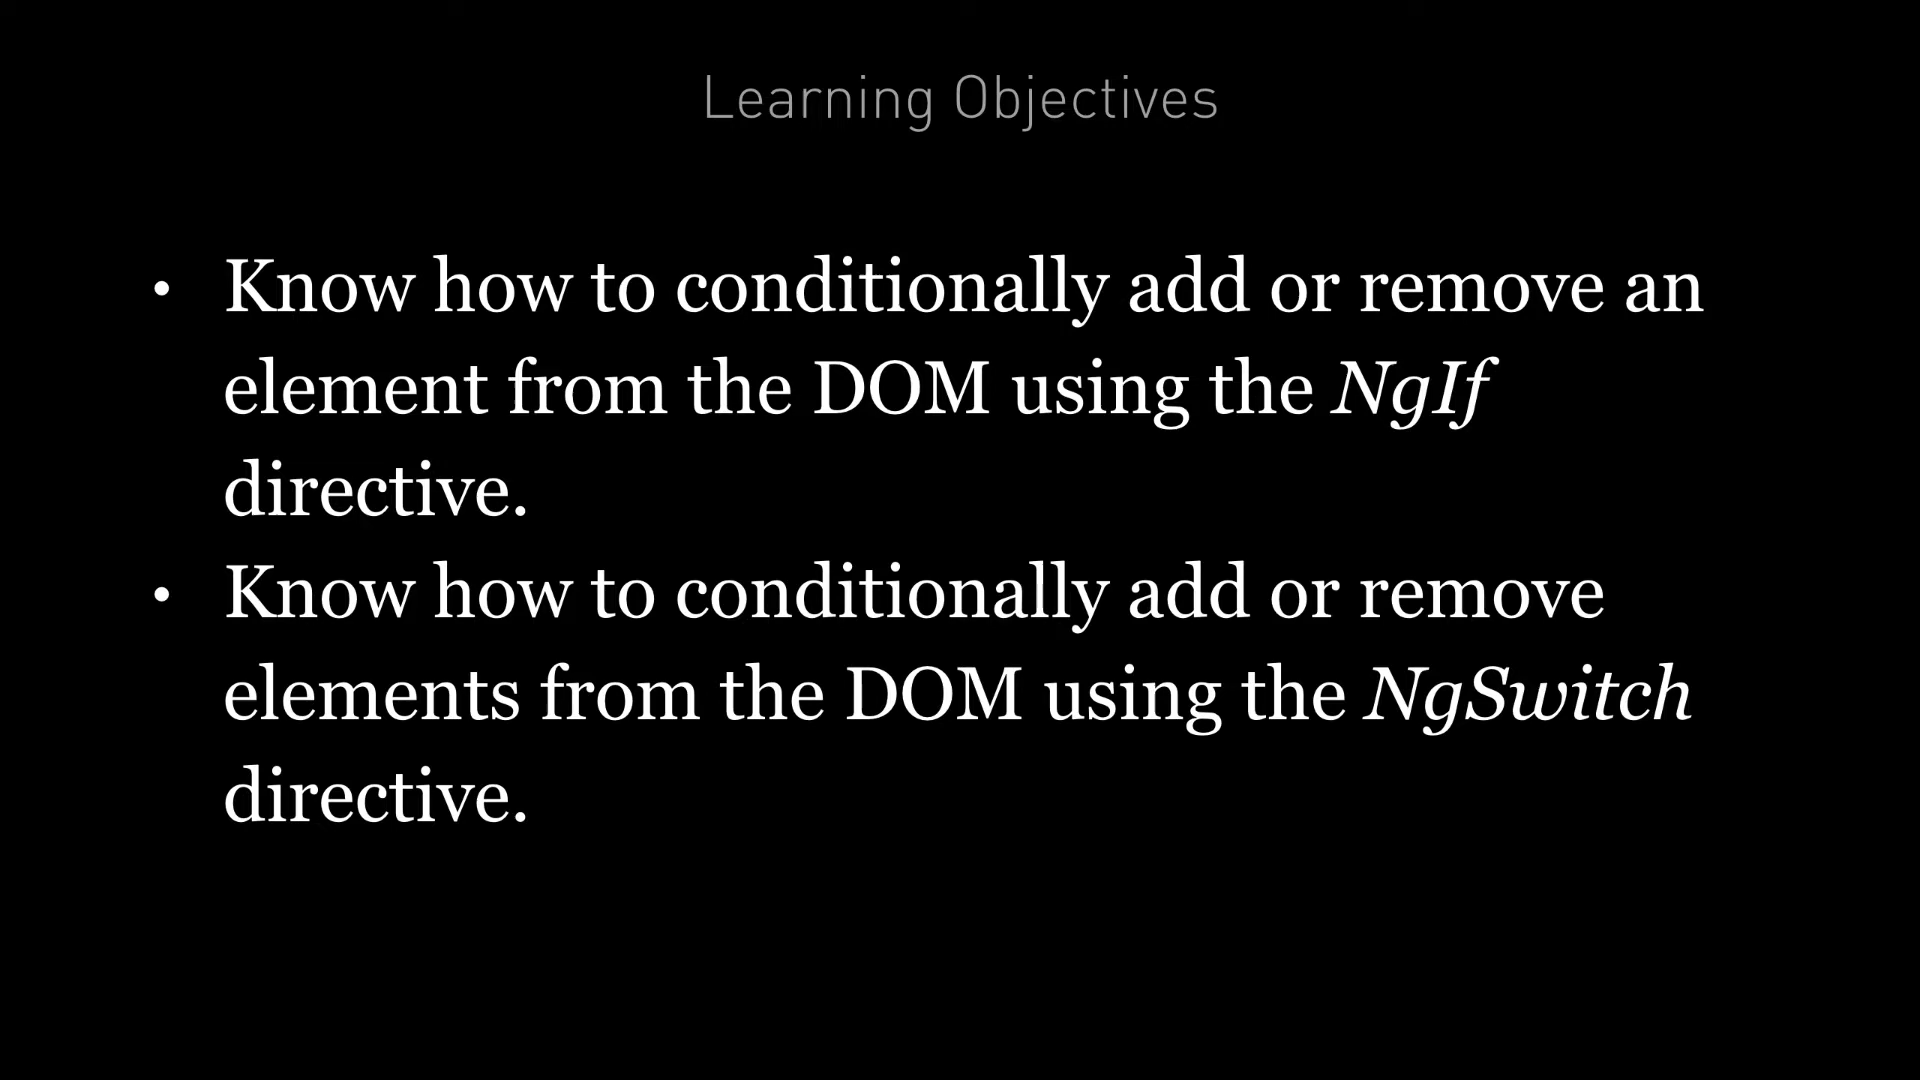 Learning Objectives
• Know how to conditionally add or remove an
element from the DOM using the NgIf
directive.
• Know how to conditionally add or remove
elements from the DOM using the NgSwitch
directive.